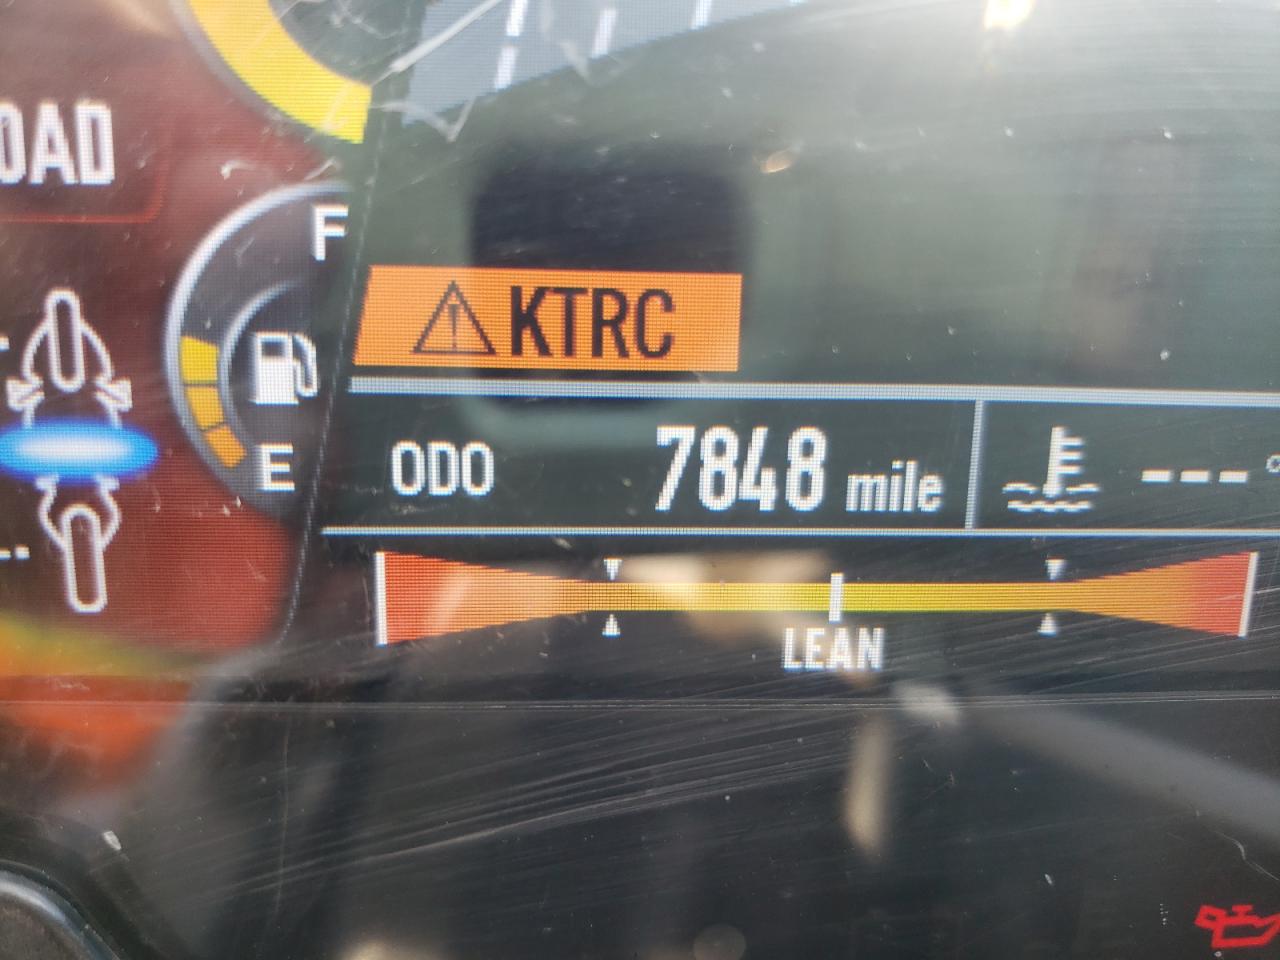 OAD
F
KTRC
E
ODO 7848 mile --- °
LEAN